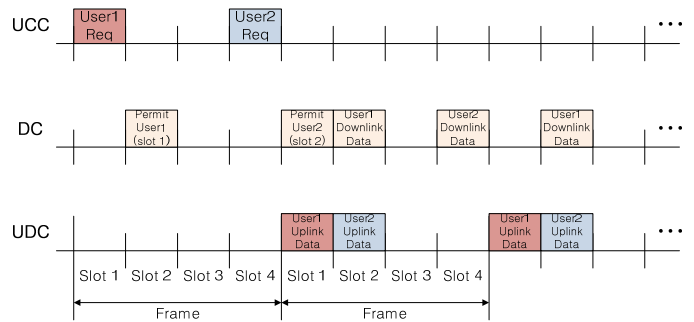 UCC
User1
Req
User2
Req
...
DC
Permit
User1
(slot 1)
Permit
User2
(slot 2)
User1
Downlink
Data
User2
Downlink
Data
User1
Downlink
Data
...
UDC
User1
Uplink
Data
User2
Uplink
Data
User1
Uplink
Data
User2
Uplink
Data
...
Slot 1 Slot 2 Slot 3 Slot 4 Slot 1 Slot 2 Slot 3 Slot 4
Frame Frame